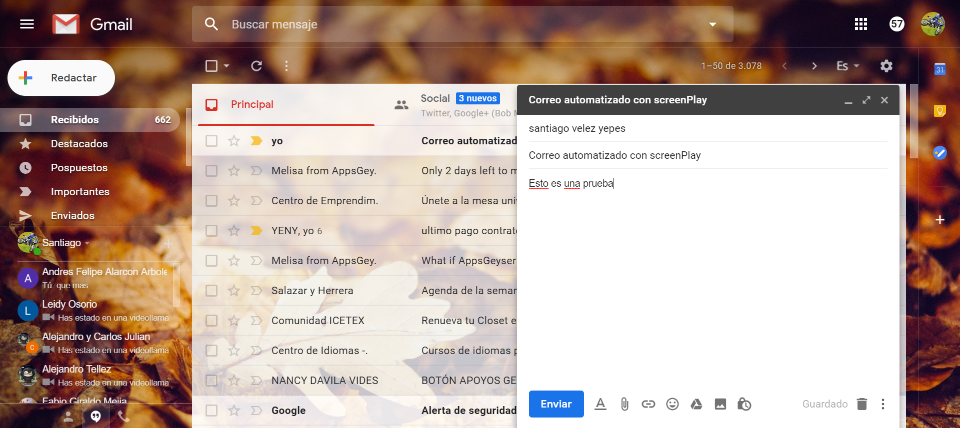 Gmail
Buscar mensaje
57
Redactar
1–50 de 3.078
Es
31
Recibidos 662
Destacados
Pospuestos
Importantes
Enviados
Santiago
A Andres Felipe Alarcon Arbole
Tú: que mas
L Leidy Osorio
Has estado en una videollama
Alejandro y Carlos Julian
C Has estado en una videollama
Alejandro Tellez
Has estado en una videollama
Fabio Giraldo Mejia
Principal
Social 3 nuevos
Twitter, Google+ (Bob M
yo Correo automatizado
Melisa from AppsGey. Only 2 days left to m
Centro de Emprendim. Únete a la mesa univ
YENY, yo 6 ultimo pago contrato
Melisa from AppsGey. What if AppsGeyser
Salazar y Herrera Agenda de la seman
Comunidad ICETEX Renueva tu Closet e
Centro de Idiomas -. Cursos de idiomas p
NANCY DAVILA VIDES BOTÓN APOYOS GE
Google Alerta de seguridad
Correo automatizado con screenPlay
santiago velez yepes
Correo automatizado con screenPlay
Esto es una prueba
Enviar
Guardado